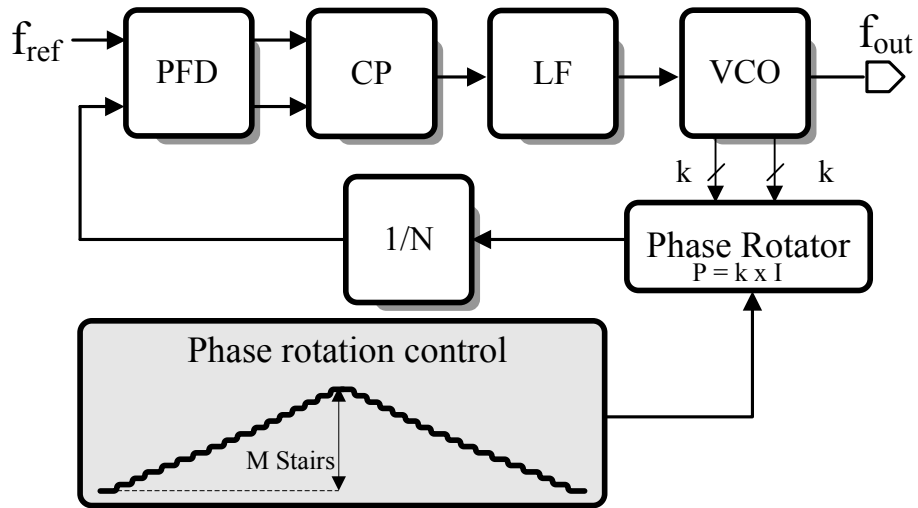 f_ref
PFD
CP
LF
VCO
f_out
k
k
1/N
Phase Rotator
P = k x I
Phase rotation control
M Stairs